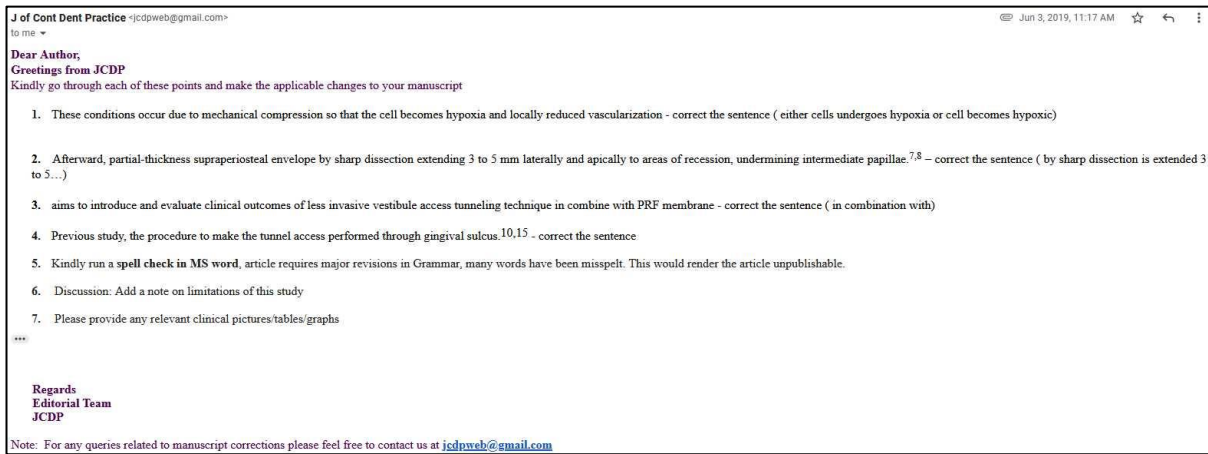 J of Cont Dent Practice <jcdpweb@gmail.com>
Jun 3, 2019, 11:17 AM
to me
Dear Author,
Greetings from JCDP
Kindly go through each of these points and make the applicable changes to your manuscript
1. These conditions occur due to mechanical compression so that the cell becomes hypoxia and locally reduced vascularization - correct the sentence ( either cells undergoes hypoxia or cell becomes hypoxic)
2. Afterward, partial-thickness supraperiosteal envelope by sharp dissection extending 3 to 5 mm laterally and apically to areas of recession, undermining intermediate papillae.7,8 – correct the sentence ( by sharp dissection is extended 3
to 5…)
3. aims to introduce and evaluate clinical outcomes of less invasive vestibule access tunneling technique in combine with PRF membrane - correct the sentence ( in combination with)
4. Previous study, the procedure to make the tunnel access performed through gingival sulcus.10,15 - correct the sentence
5. Kindly run a spell check in MS word, article requires major revisions in Grammar, many words have been misspelt. This would render the article unpublishable.
6. Discussion: Add a note on limitations of this study
7. Please provide any relevant clinical pictures/tables/graphs
Regards
Editorial Team
JCDP
Note: For any queries related to manuscript corrections please feel free to contact us at jcdpweb@gmail.com